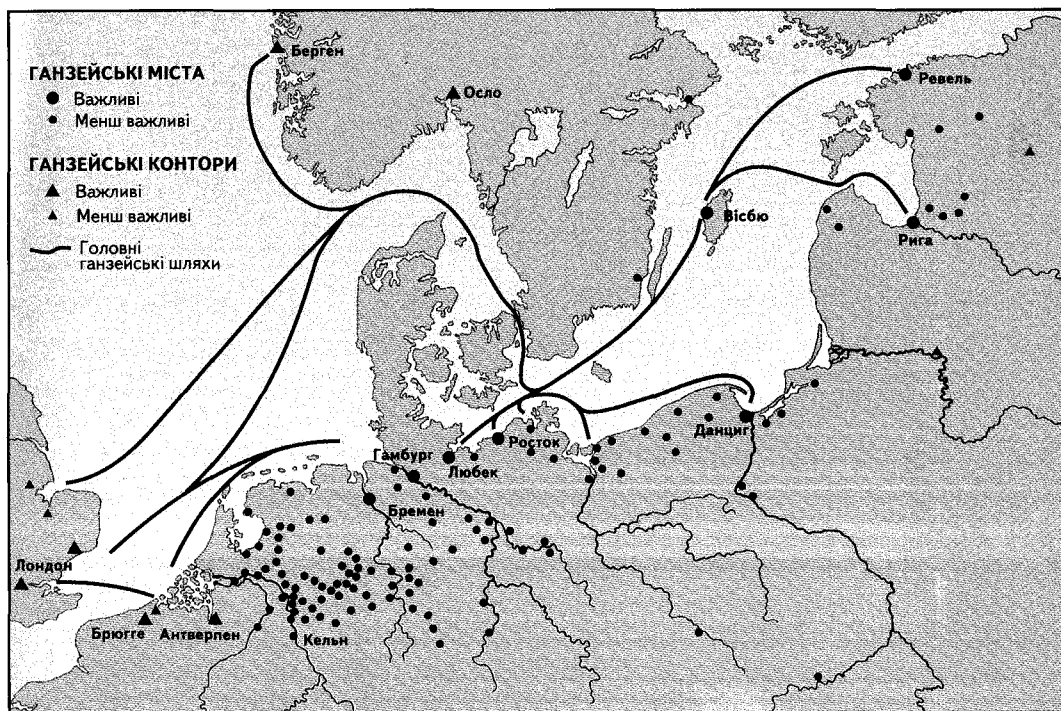 ГАНЗЕЙСЬКІ МІСТА
Важливі
Менш важливі
ГАНЗЕЙСЬКІ КОНТОРИ
Важливі
Менш важливі
Головні
ганзейські шляхи
Берген
Осло
Ревель
Вісбю
Рига
Данциг
Росток
Гамбург
Любек
Бремен
Лондон
Брюгге
Антверпен
Кельн